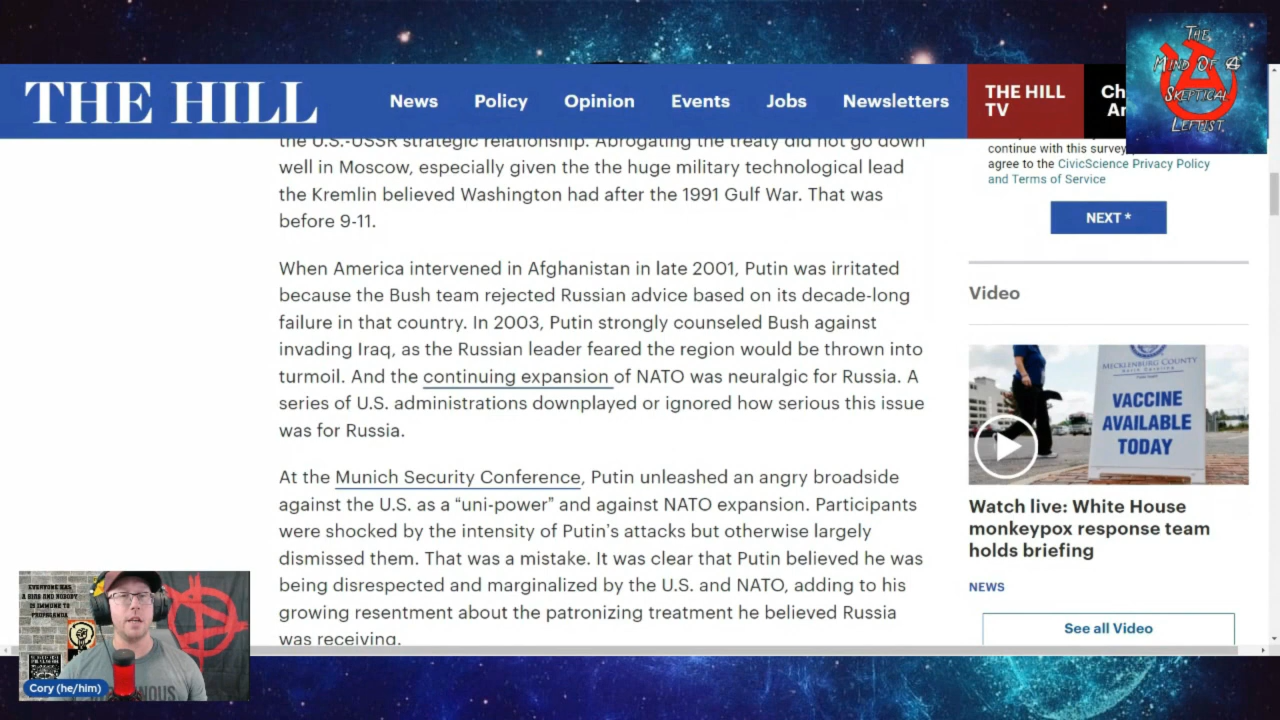 THE HILL
News
Policy
Opinion
Events
Jobs
Newsletters
THE HILL
TV
Ch
Ar
The
Mind Of A
Skeptical
Leftist
the U.S.-USSR strategic relationship. Abrogating the treaty did not go down
well in Moscow, especially given the the huge military technological lead
the Kremlin believed Washington had after the 1991 Gulf War. That was
before 9-11.
When America intervened in Afghanistan in late 2001, Putin was irritated
because the Bush team rejected Russian advice based on its decade-long
failure in that country. In 2003, Putin strongly counseled Bush against
invading Iraq, as the Russian leader feared the region would be thrown into
turmoil. And the continuing expansion of NATO was neuralgic for Russia. A
series of U.S. administrations downplayed or ignored how serious this issue
was for Russia.
At the Munich Security Conference, Putin unleashed an angry broadside
against the U.S. as a “uni-power” and against NATO expansion. Participants
were shocked by the intensity of Putin’s attacks but otherwise largely
dismissed them. That was a mistake. It was clear that Putin believed he was
being disrespected and marginalized by the U.S. and NATO, adding to his
growing resentment about the patronizing treatment he believed Russia
was receiving.
continue with this survey
agree to the CivicScience Privacy Policy
and Terms of Service
NEXT *
Video
MECKLENBURG COUNTY
VACCINE
AVAILABLE
TODAY
Watch live: White House
monkeypox response team
holds briefing
NEWS
See all Video
EVERYONE HAS
A BIAS AND NOBODY
IS IMMUNE TO
PROPAGANDA
Cory (he/him)